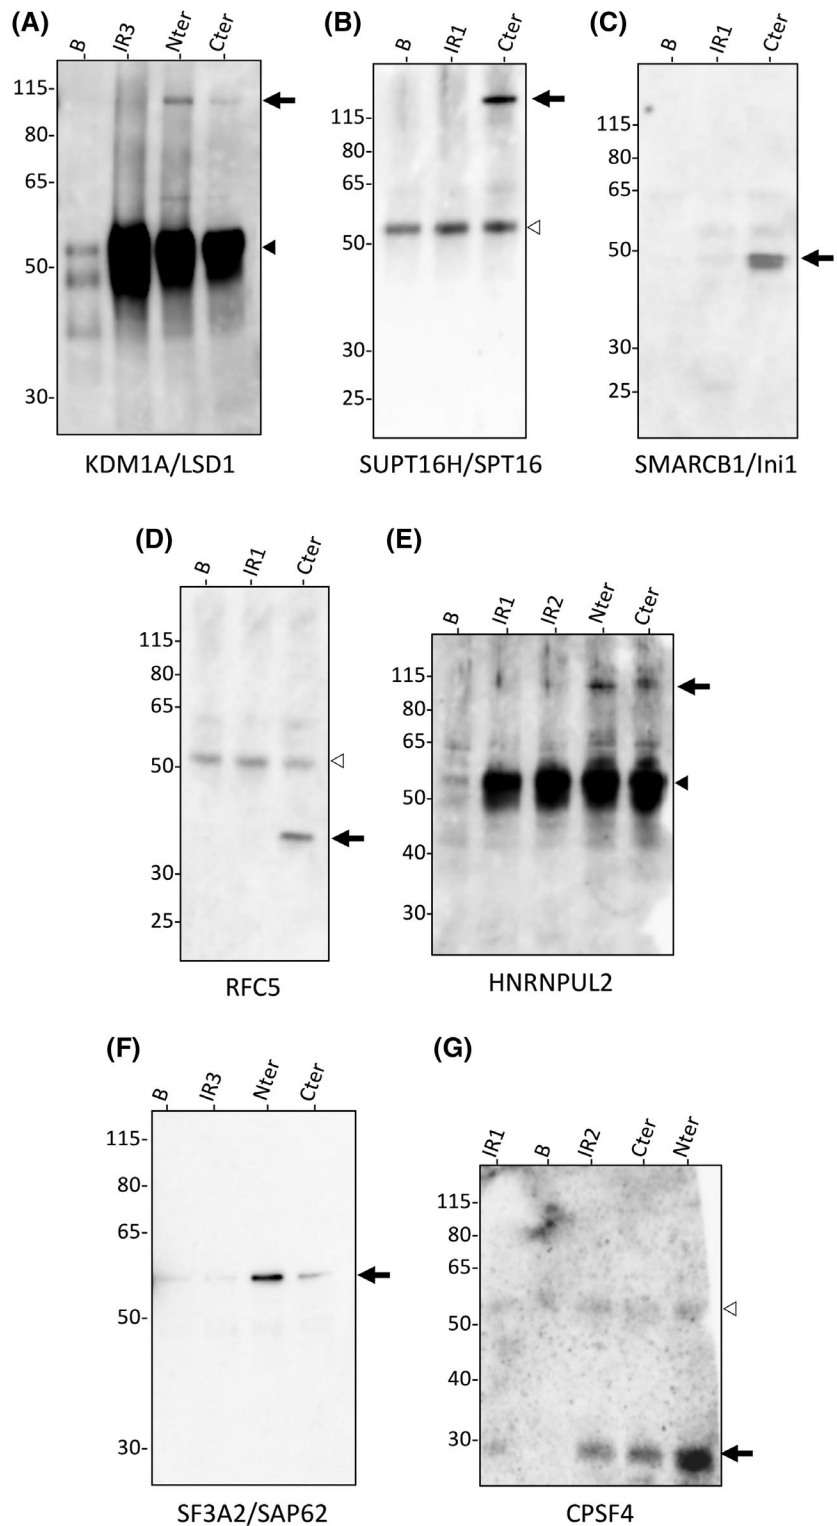 (A)
B IR3 Nter Cter
115-
80-
65-
50-
30-
KDM1A/LSD1
(B)
B IR1 Cter
115-
80-
65-
50-
30-
25-
SUPT16H/SPT16
(C)
B IR1 Cter
115-
80-
65-
50-
30-
25-
SMARCB1/Ini1
(D)
B IR1 Cter
115-
80-
65-
50-
30-
25-
RFC5
(E)
B IR1 IR2 Nter Cter
115-
80-
65-
50-
40-
30-
HNRNPUL2
(F)
B IR3 Nter Cter
115-
80-
65-
50-
30-
SF3A2/SAP62
(G)
IR1 B IR2 Cter Nter
115-
80-
65-
50-
40-
30-
CPSF4